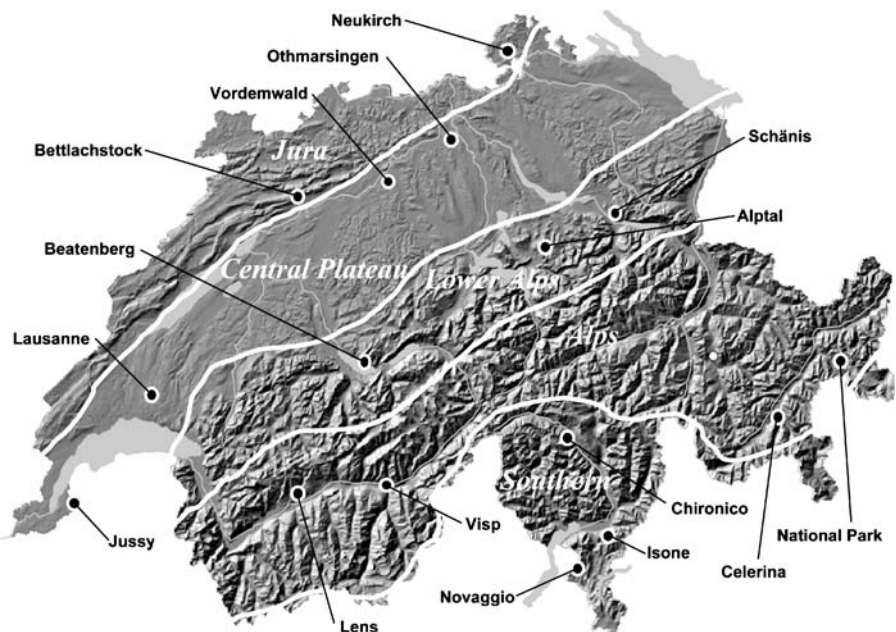 Neukirch
Othmarsingen
Vordemwald
Bettlachstock
Jura
Schänis
Alptal
Beatenberg
Central Plateau
Lower Alps
Alps
Lausanne
Southern
Jussy
Visp
Chironico
Isone
National Park
Celerina
Novaggio
Lens